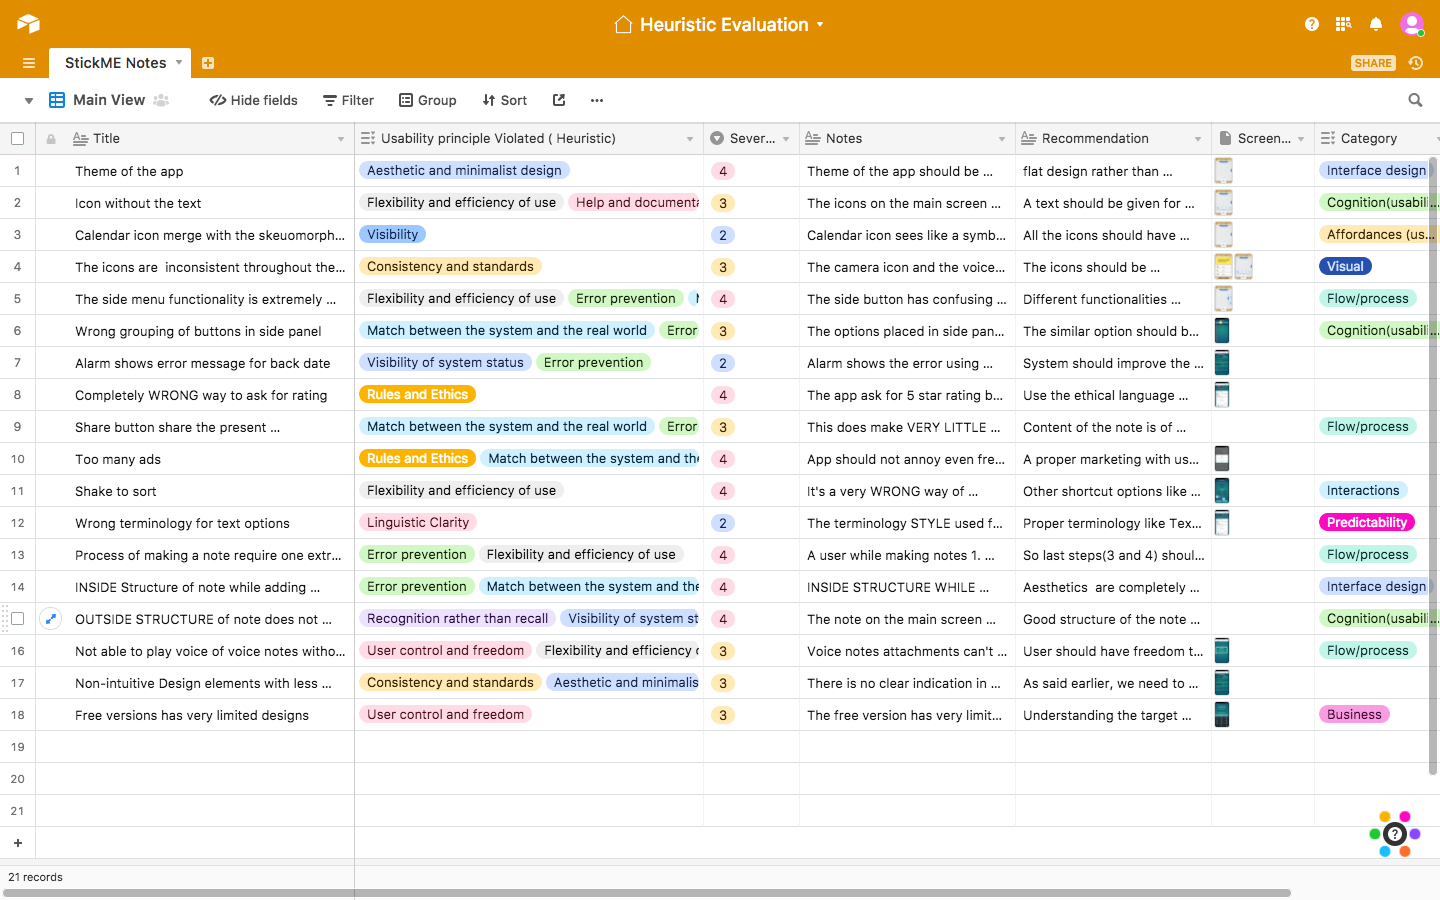 Heuristic Evaluation
StickME Notes
SHARE
Main View Hide fields Filter Group Sort
Title Usability principle Violated ( Heuristic) Sever... Notes Recommendation Screen... Category
1 Theme of the app Aesthetic and minimalist design 4 Theme of the app should be ... flat design rather than ... Interface design
2 Icon without the text Flexibility and efficiency of use Help and documenta 3 The icons on the main screen ... A text should be given for ... Cognition(usabili...
3 Calendar icon merge with the skeuomorph... Visibility 2 Calendar icon sees like a symb... All the icons should have ... Affordances (us...
4 The icons are inconsistent throughout the... Consistency and standards 3 The camera icon and the voice... The icons should be ... Visual
5 The side menu functionality is extremely ... Flexibility and efficiency of use Error prevention 4 The side button has confusing ... Different functionalities ... Flow/process
6 Wrong grouping of buttons in side panel Match between the system and the real world Error 3 The options placed in side pan... The similar option should b... Cognition(usabili...
7 Alarm shows error message for back date Visibility of system status Error prevention 2 Alarm shows the error using ... System should improve the ...
8 Completely WRONG way to ask for rating Rules and Ethics 4 The app ask for 5 star rating b... Use the ethical language ...
9 Share button share the present ... Match between the system and the real world Error 3 This does make VERY LITTLE ... Content of the note is of ... Flow/process
10 Too many ads Rules and Ethics Match between the system and the 4 App should not annoy even fre... A proper marketing with us...
11 Shake to sort Flexibility and efficiency of use 4 It's a very WRONG way of ... Other shortcut options like ... Interactions
12 Wrong terminology for text options Linguistic Clarity 2 The terminology STYLE used f... Proper terminology like Tex... Predictability
13 Process of making a note require one extr... Error prevention Flexibility and efficiency of use 4 A user while making notes 1. ... So last steps(3 and 4) shoul... Flow/process
14 INSIDE Structure of note while adding ... Error prevention Match between the system and the 4 INSIDE STRUCTURE WHILE ... Aesthetics are completely ... Interface design
OUTSIDE STRUCTURE of note does not ... Recognition rather than recall Visibility of system st 4 The note on the main screen ... Good structure of the note ... Cognition(usabili...
16 Not able to play voice of voice notes witho... User control and freedom Flexibility and efficiency o 3 Voice notes attachments can't ... User should have freedom t... Flow/process
17 Non-intuitive Design elements with less ... Consistency and standards Aesthetic and minimalis 3 There is no clear indication in ... As said earlier, we need to ...
18 Free versions has very limited designs User control and freedom 3 The free version has very limit... Understanding the target ... Business
19
20
21
21 records